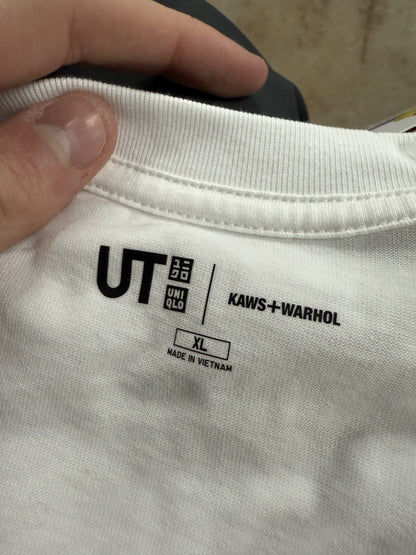 UT
ユニ
クロ
UNI
QLO
KAWS+WARHOL
XL
MADE IN VIETNAM